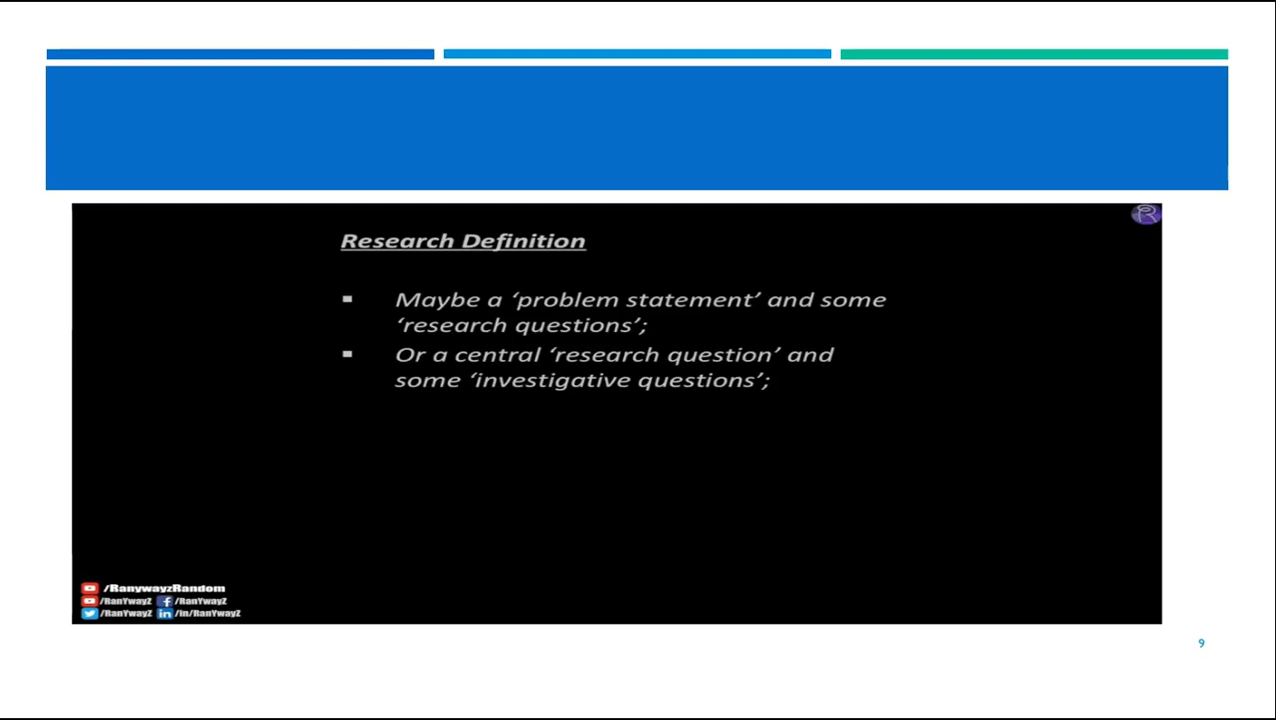 Research Definition
▪ Maybe a ‘problem statement’ and some
‘research questions’;
▪ Or a central ‘research question’ and
some ‘investigative questions’;
/RanywayzRandom
/RanYwayZ /RanYwayZ
/RanYwayZ /in/RanYwayZ
9